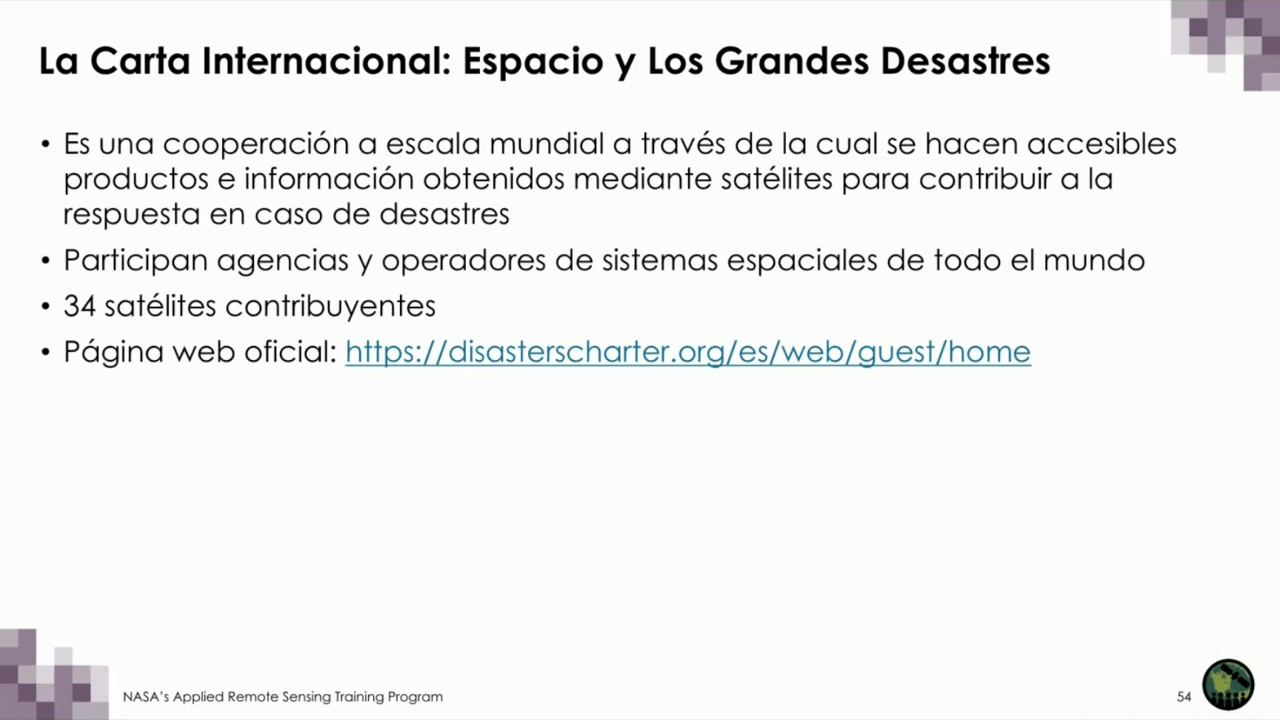 La Carta Internacional: Espacio y Los Grandes Desastres
• Es una cooperación a escala mundial a través de la cual se hacen accesibles
productos e información obtenidos mediante satélites para contribuir a la
respuesta en caso de desastres
• Participan agencias y operadores de sistemas espaciales de todo el mundo
• 34 satélites contribuyentes
• Página web oficial: https://disasterscharter.org/es/web/guest/home
NASA's Applied Remote Sensing Training Program
54